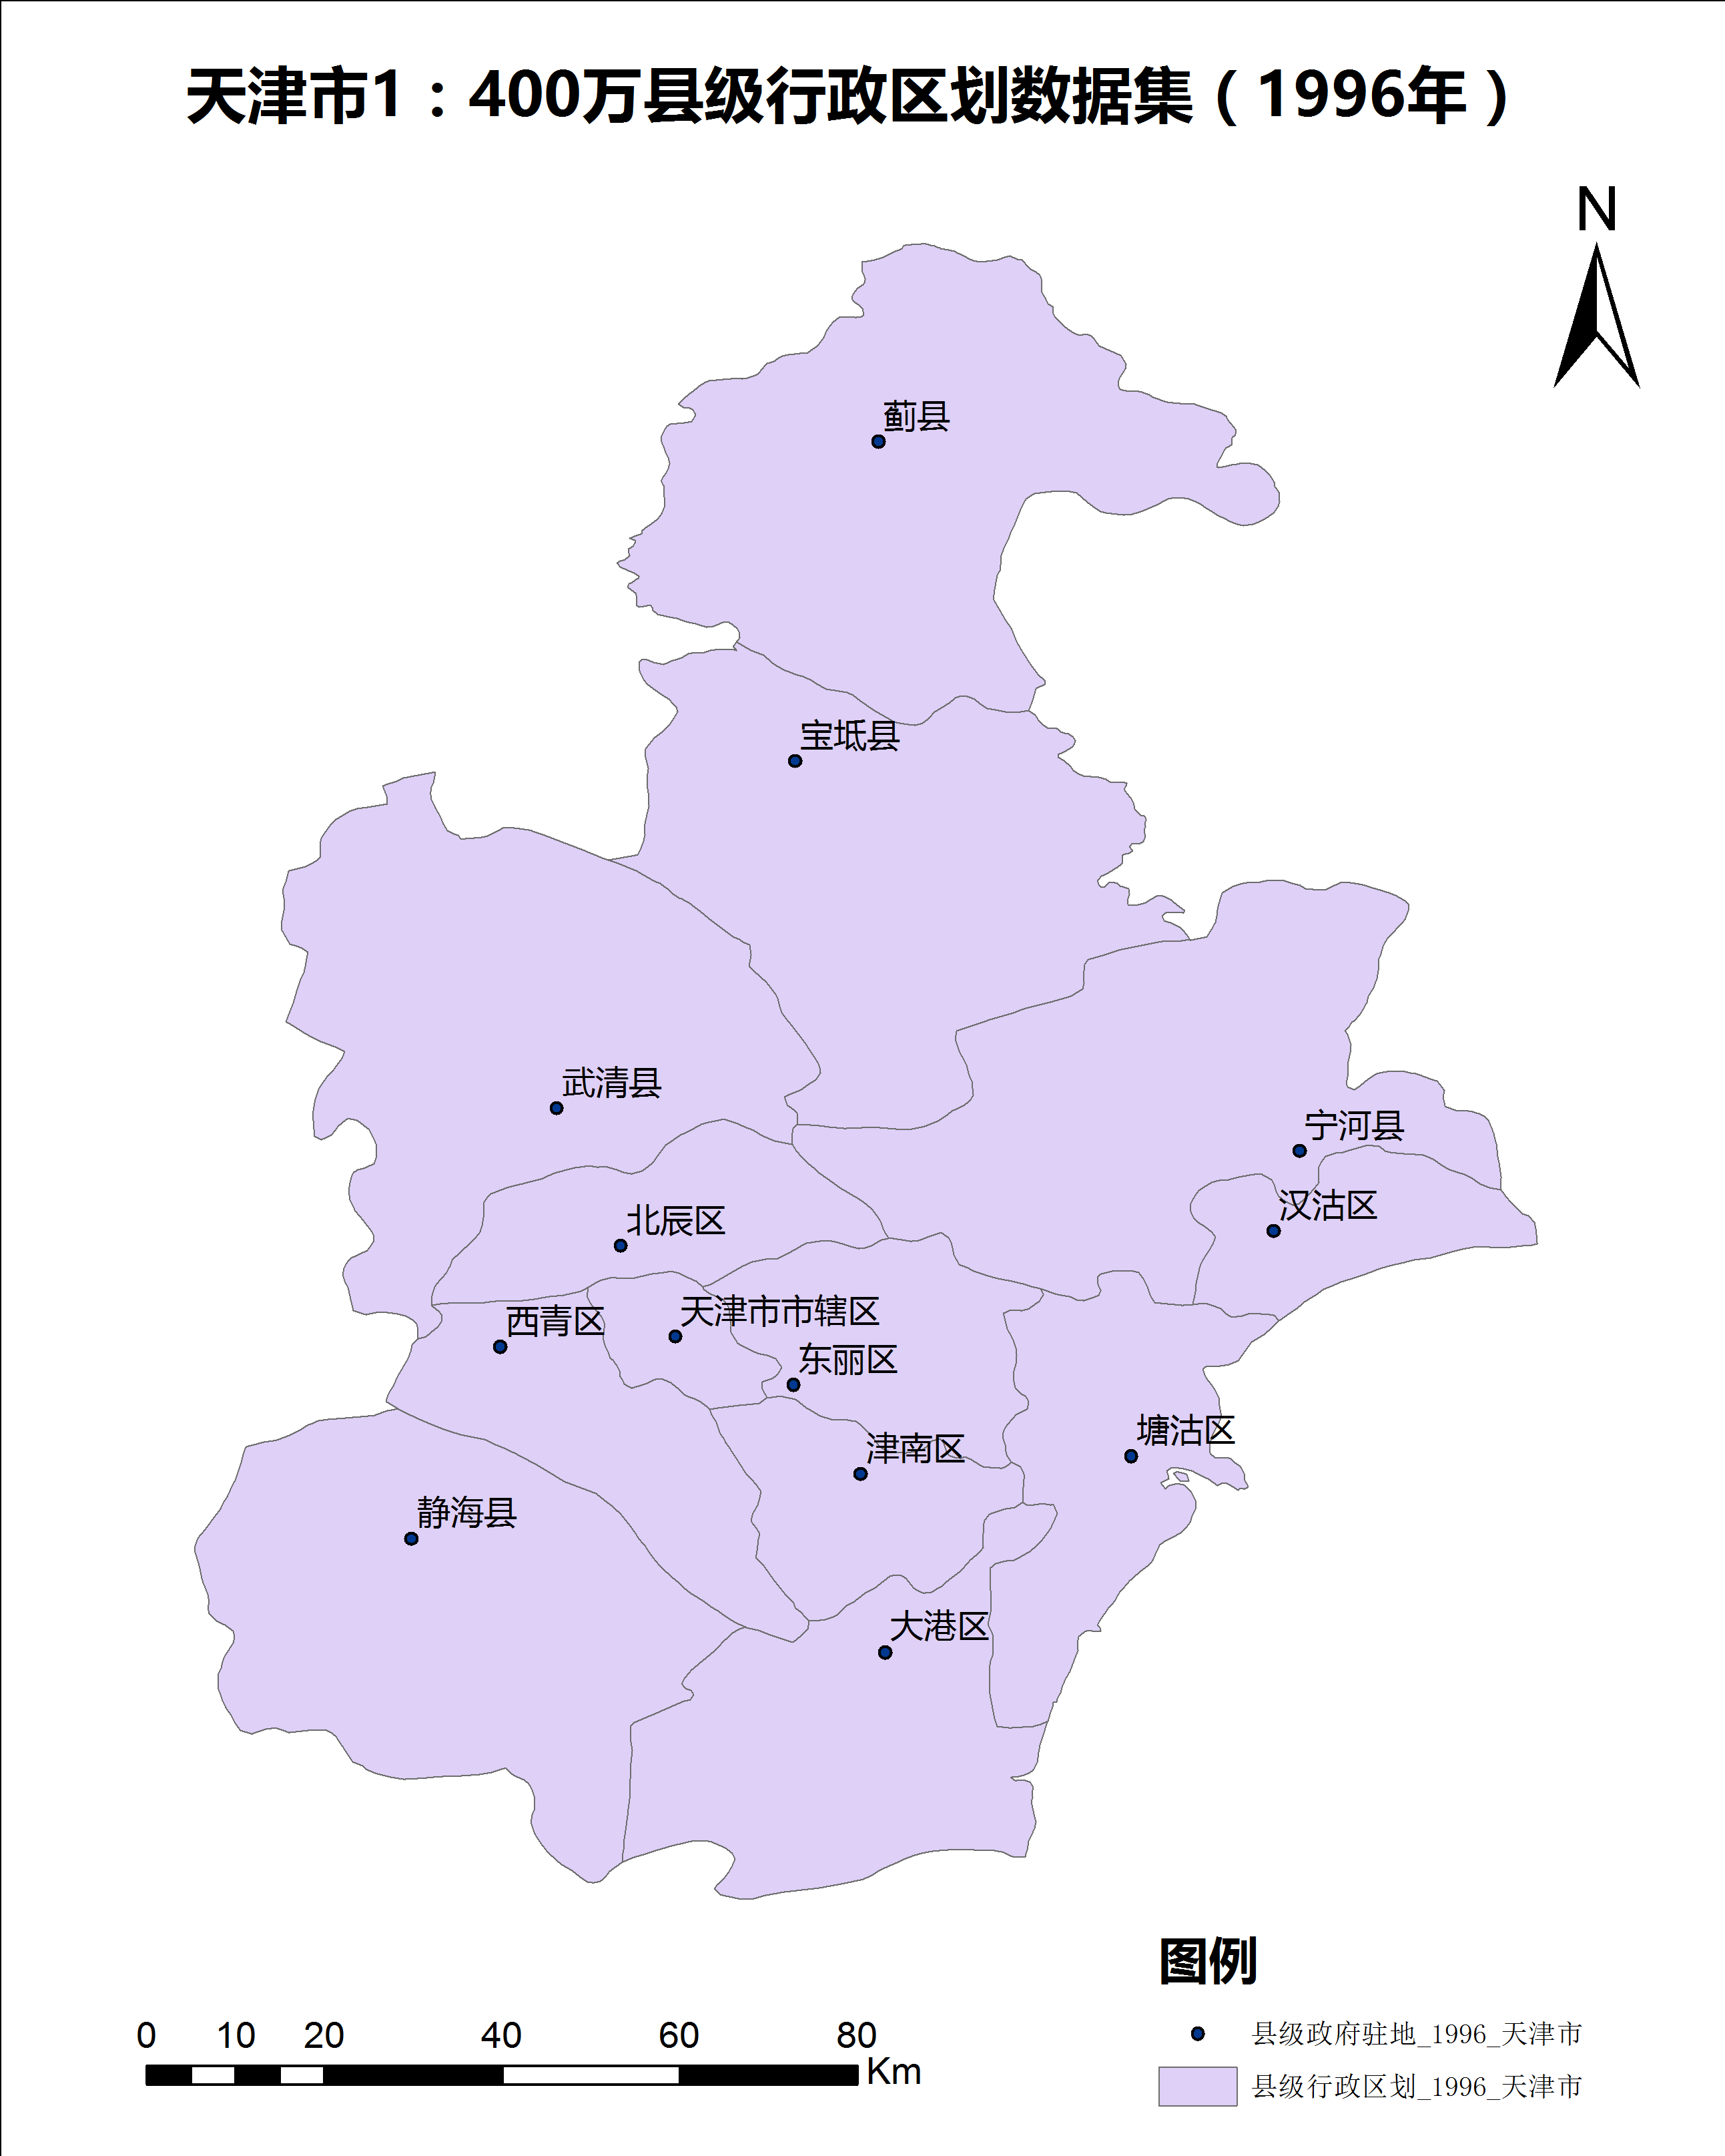 天津市1：400万县级行政区划数据集（1996年）
N
蓟县
宝坻县
武清县
宁河县
汉沽区
北辰区
天津市市辖区
西青区
东丽区
塘沽区
津南区
静海县
大港区
图例
县级政府驻地_1996_天津市
县级行政区划_1996_天津市
0 10 20 40 60 80
Km